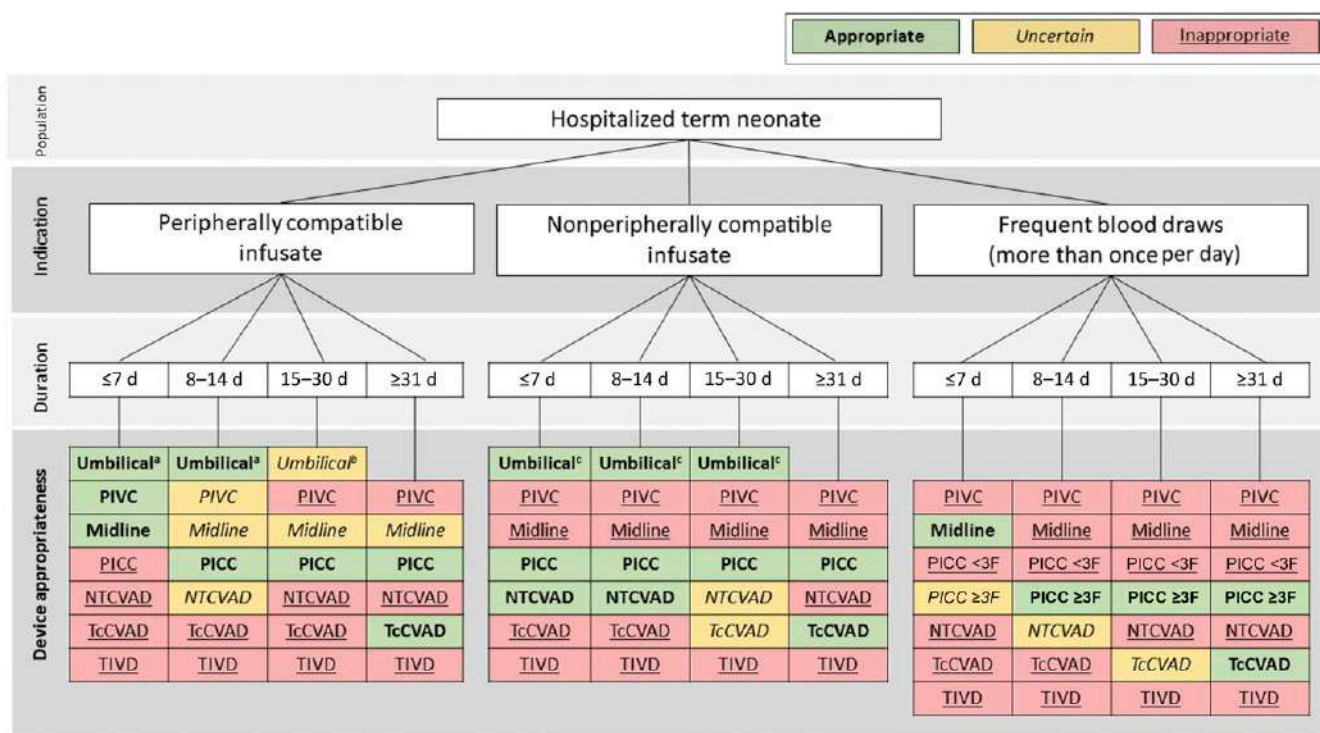 Appropriate Uncertain Inappropriate
Population
Hospitalized term neonate
Indication
Peripherally compatible
infusate
Nonperipherally compatible
infusate
Frequent blood draws
(more than once per day)
Duration
≤7 d 8–14 d 15–30 d ≥31 d ≤7 d 8–14 d 15–30 d ≥31 d ≤7 d 8–14 d 15–30 d ≥31 d
Device appropriateness
Umbilicalᵃ Umbilicalᵃ Umbilicalᵇ Umbilicalᶜ Umbilicalᶜ Umbilicalᶜ
PIVC PIVC PIVC PIVC PIVC PIVC PIVC PIVC PIVC PIVC PIVC PIVC
Midline Midline Midline Midline Midline Midline Midline Midline Midline Midline Midline Midline
PICC PICC PICC PICC PICC PICC PICC PICC PICC <3F PICC <3F PICC <3F PICC <3F
NTCVAD NTCVAD NTCVAD NTCVAD NTCVAD NTCVAD NTCVAD NTCVAD PICC ≥3F PICC ≥3F PICC ≥3F PICC ≥3F
TcCVAD TcCVAD TcCVAD TcCVAD TcCVAD TcCVAD TcCVAD TcCVAD NTCVAD NTCVAD NTCVAD NTCVAD
TIVD TIVD TIVD TIVD TIVD TIVD TIVD TIVD TcCVAD TcCVAD TcCVAD TcCVAD
TIVD TIVD TIVD TIVD